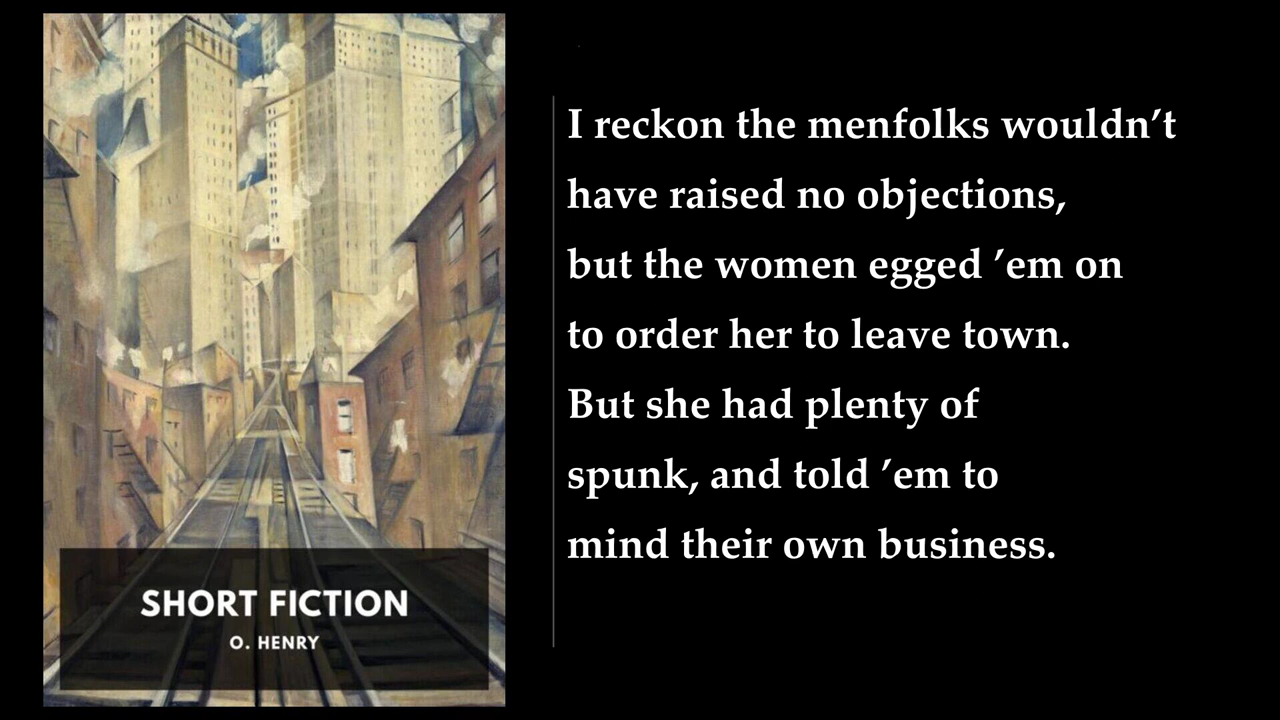 SHORT FICTION
O. HENRY
I reckon the menfolks wouldn’t
have raised no objections,
but the women egged ’em on
to order her to leave town.
But she had plenty of
spunk, and told ’em to
mind their own business.